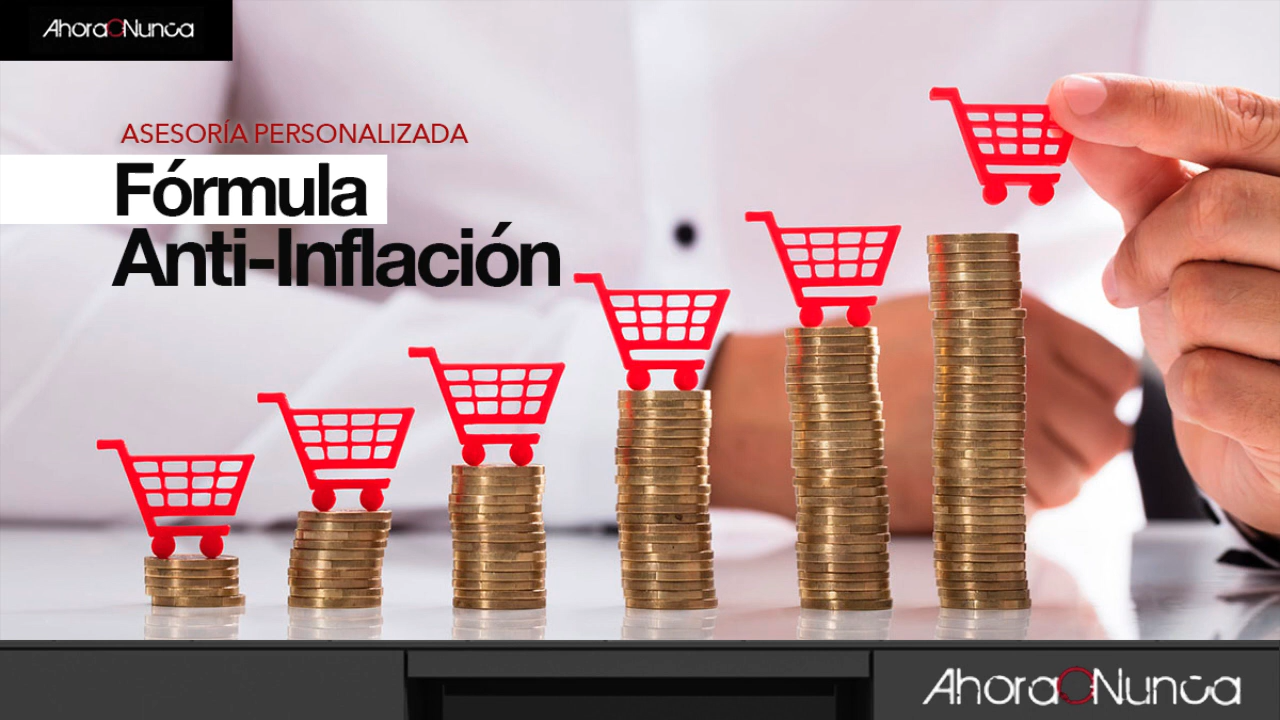 AhoraONunca
ASESORÍA PERSONALIZADA
Fórmula
Anti-Inflación
AhoraONunca